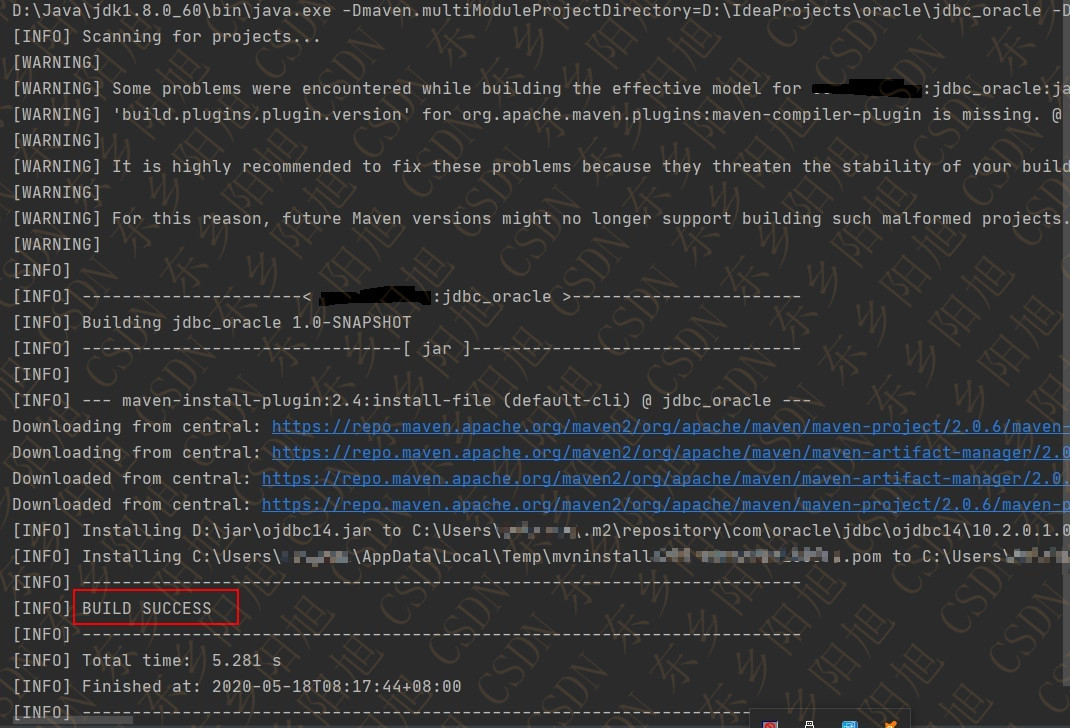 D:\Java\jdk1.8.0_60\bin\java.exe -Dmaven.multiModuleProjectDirectory=D:\IdeaProjects\oracle\jdbc_oracle -D
[INFO] Scanning for projects...
[WARNING]
[WARNING] Some problems were encountered while building the effective model for :jdbc_oracle:ja
[WARNING] 'build.plugins.plugin.version' for org.apache.maven.plugins:maven-compiler-plugin is missing. @
[WARNING]
[WARNING] It is highly recommended to fix these problems because they threaten the stability of your build
[WARNING]
[WARNING] For this reason, future Maven versions might no longer support building such malformed projects.
[WARNING]
[INFO]
[INFO] ----------------------< :jdbc_oracle >-----------------------
[INFO] Building jdbc_oracle 1.0-SNAPSHOT
[INFO] --------------------------------[ jar ]---------------------------------
[INFO]
[INFO] --- maven-install-plugin:2.4:install-file (default-cli) @ jdbc_oracle ---
Downloading from central: https://repo.maven.apache.org/maven2/org/apache/maven/maven-project/2.0.6/maven-
Downloading from central: https://repo.maven.apache.org/maven2/org/apache/maven/maven-artifact-manager/2.0
Downloaded from central: https://repo.maven.apache.org/maven2/org/apache/maven/maven-artifact-manager/2.0.
Downloaded from central: https://repo.maven.apache.org/maven2/org/apache/maven/maven-project/2.0.6/maven-p
[INFO] Installing D:\jar\ojdbc14.jar to C:\Users\ \.m2\repository\com\oracle\jdbc\ojdbc14\10.2.0.1.0
[INFO] Installing C:\Users\ \AppData\Local\Temp\mvninstall .pom to C:\Users\
[INFO] ------------------------------------------------------------------------
[INFO] BUILD SUCCESS
[INFO] ------------------------------------------------------------------------
[INFO] Total time:  5.281 s
[INFO] Finished at: 2020-05-18T08:17:44+08:00
[INFO] ------------------------------------------------------------------------
CSDN 东乡阳旭